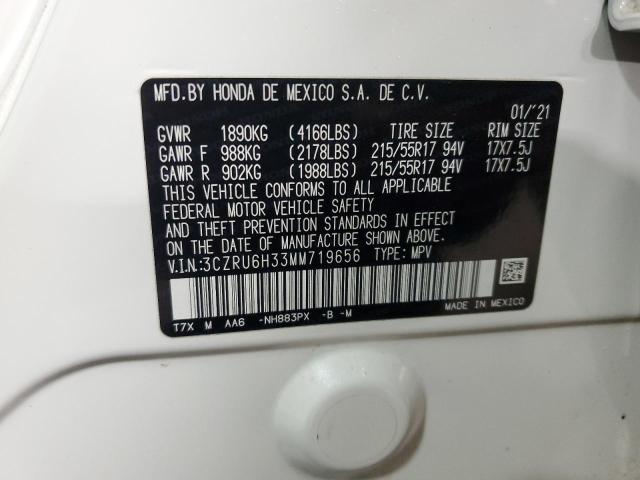 MFD.BY HONDA DE MEXICO S.A. DE C.V.
01/'21
GVWR 1890KG (4166LBS) TIRE SIZE RIM SIZE
GAWR F 988KG (2178LBS) 215/55R17 94V 17X7.5J
GAWR R 902KG (1988LBS) 215/55R17 94V 17X7.5J
THIS VEHICLE CONFORMS TO ALL APPLICABLE
FEDERAL MOTOR VEHICLE SAFETY
AND THEFT PREVENTION STANDARDS IN EFFECT
ON THE DATE OF MANUFACTURE SHOWN ABOVE.
V.I.N:3CZRU6H33MM719656 TYPE: MPV
MADE IN MEXICO
T7X M AA6 -NH883PX -B -M